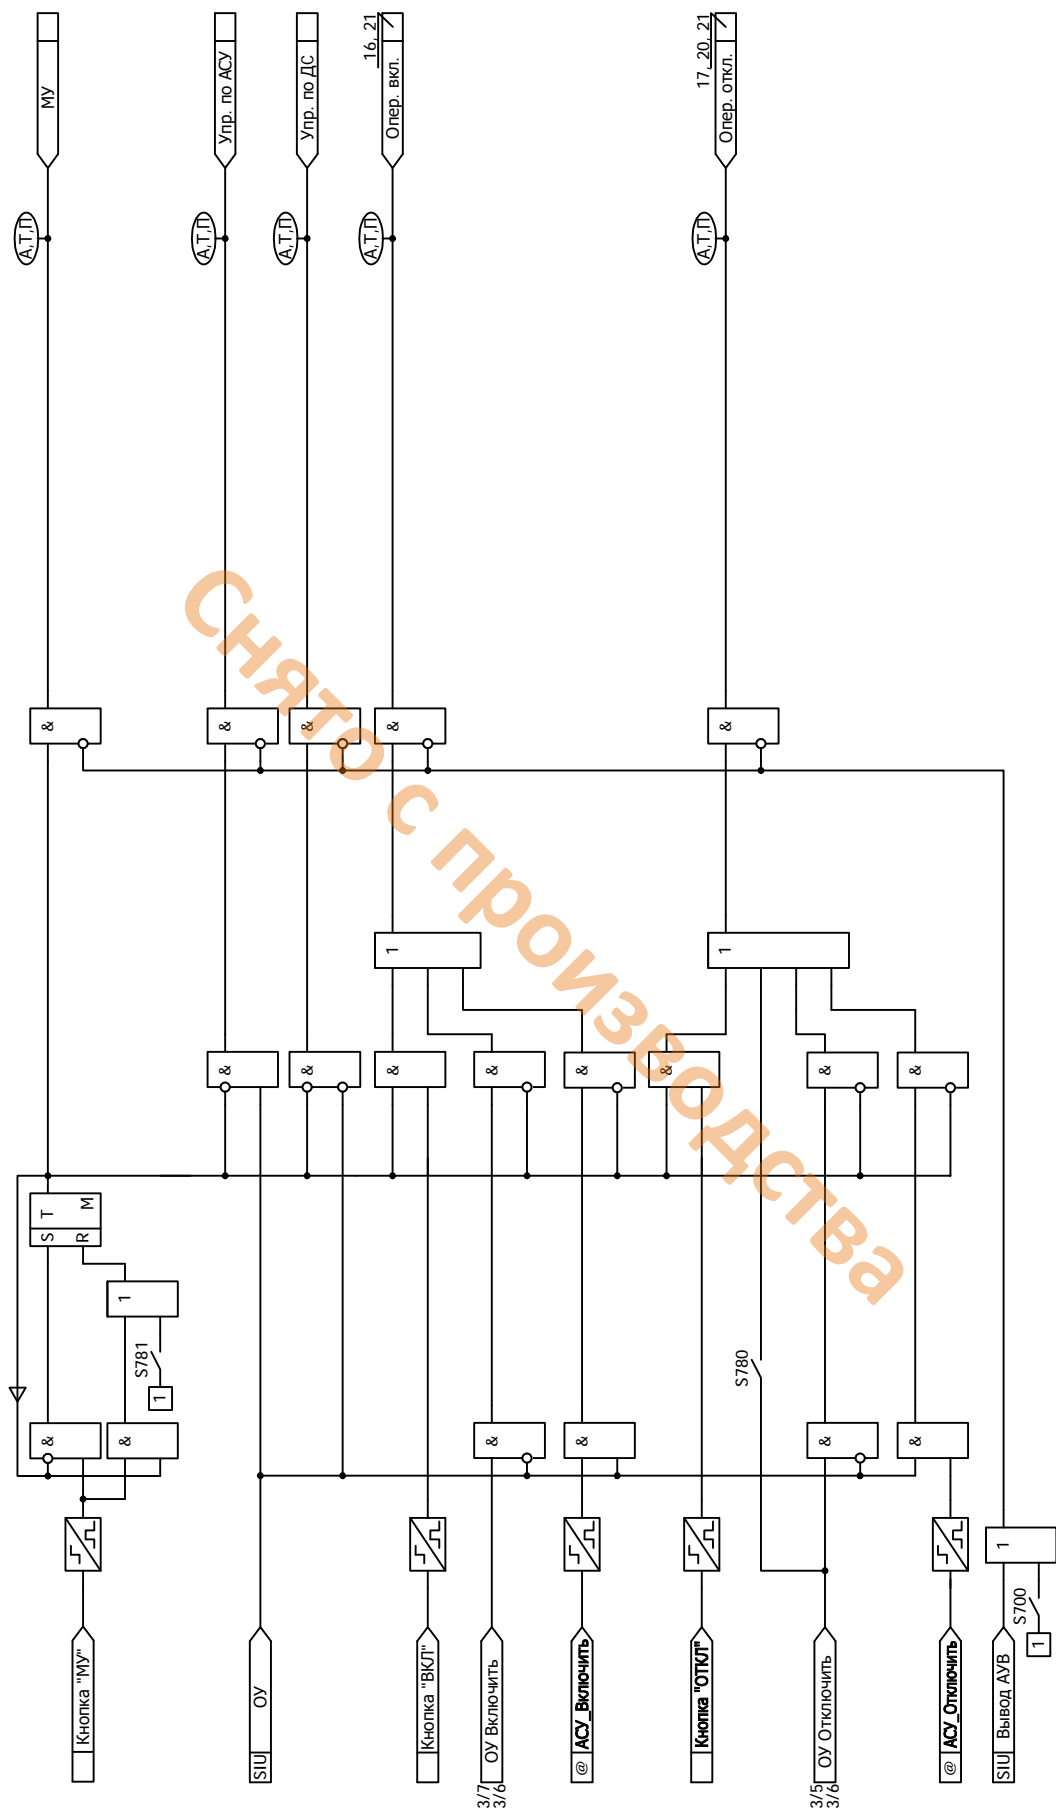 МУ
Упр. по АСУ
Упр. по ДС
16, 21
Опер. вкл.
17, 20, 21
Опер. откл.
А,Т,П
А,Т,П
А,Т,П
А,Т,П
А,Т,П
&
&
&
&
&
1
1
&
&
&
&
&
&
&
&
S T
R M
1
S781
1
S780
&
&
&
&
&
&
Кнопка "МУ"
SIU ОУ
Кнопка "ВКЛ"
3/7
3/6
ОУ Включить
@ АСУ_Включить
Кнопка "ОТКЛ"
3/5
3/6
ОУ Отключить
@ АСУ_Отключить
SIU Вывод АУВ
1
S700
1
Снято с производства